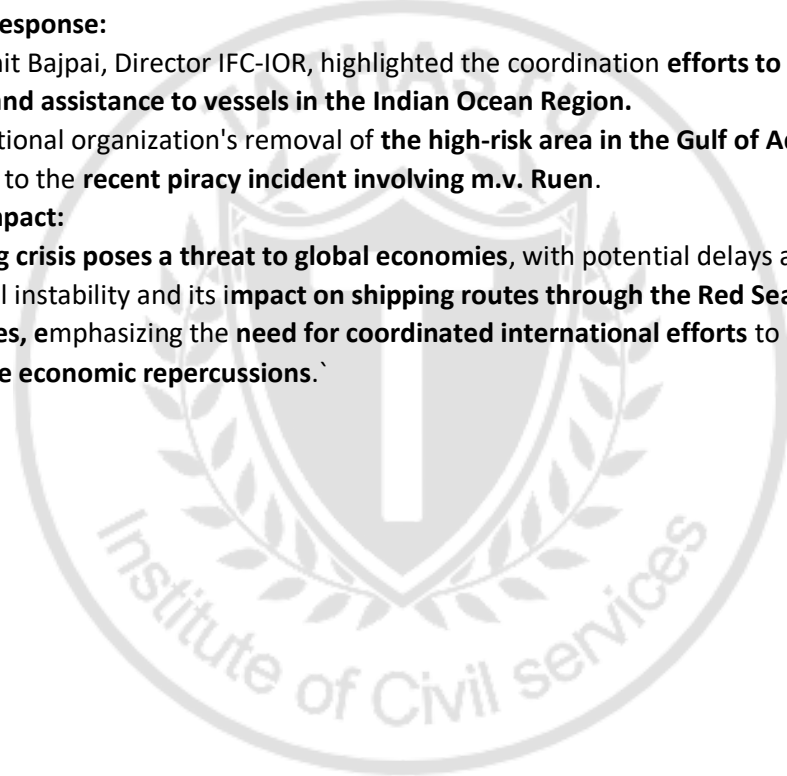 esponse:
it Bajpai, Director IFC-IOR, highlighted the coordination efforts to
and assistance to vessels in the Indian Ocean Region.
tional organization's removal of the high-risk area in the Gulf of A
to the recent piracy incident involving m.v. Ruen.
pact:
g crisis poses a threat to global economies, with potential delays a
l instability and its impact on shipping routes through the Red Sea
es, emphasizing the need for coordinated international efforts to
e economic repercussions.`
TATHASTU
Institute of Civil services